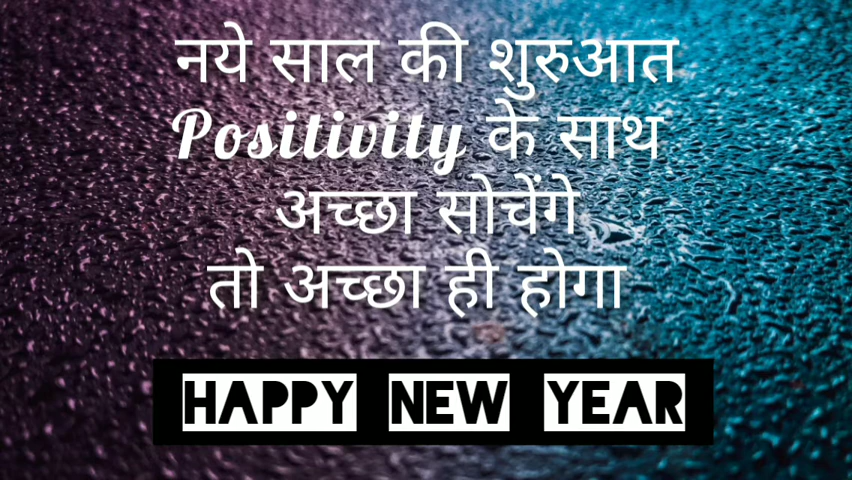 नये साल की शुरुआत
Positivity के साथ
अच्छा सोचेंगे
तो अच्छा ही होगा
HAPPY NEW YEAR